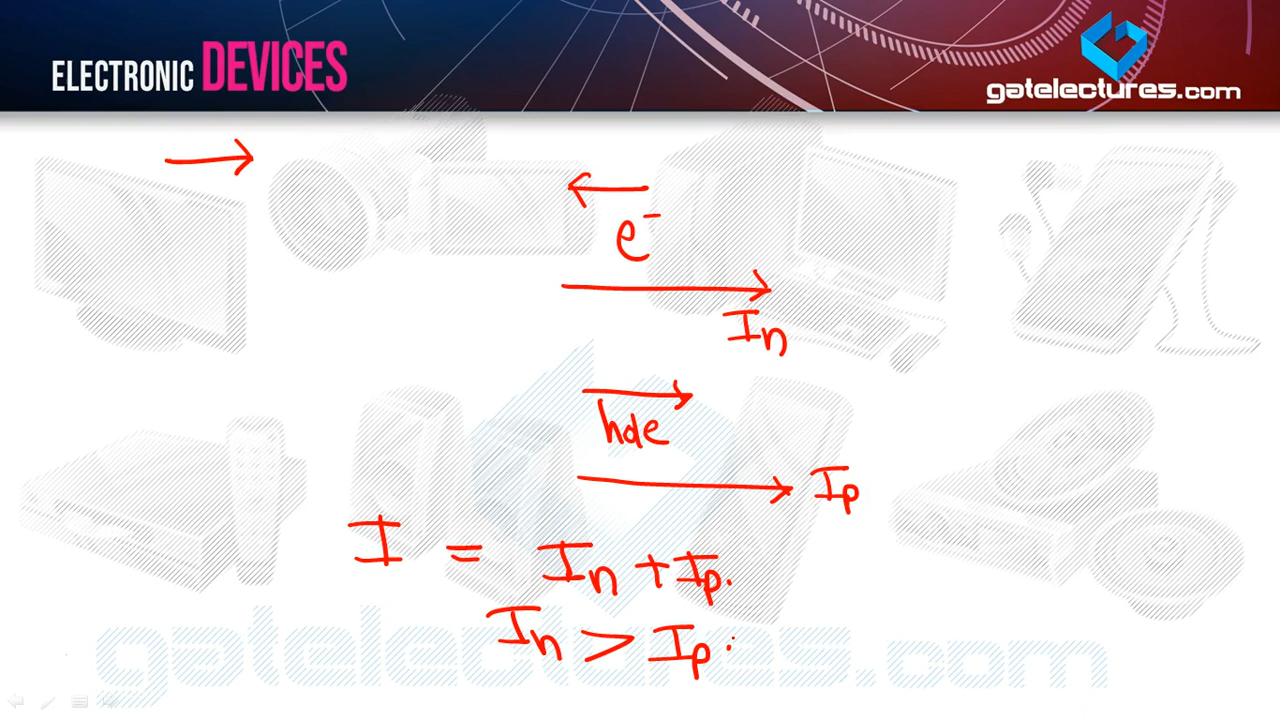 ELECTRONIC DEVICES
gatelectures.com
e⁻
In
hole
Ip
I = In + Ip.
In > Ip.
gatelectures.com